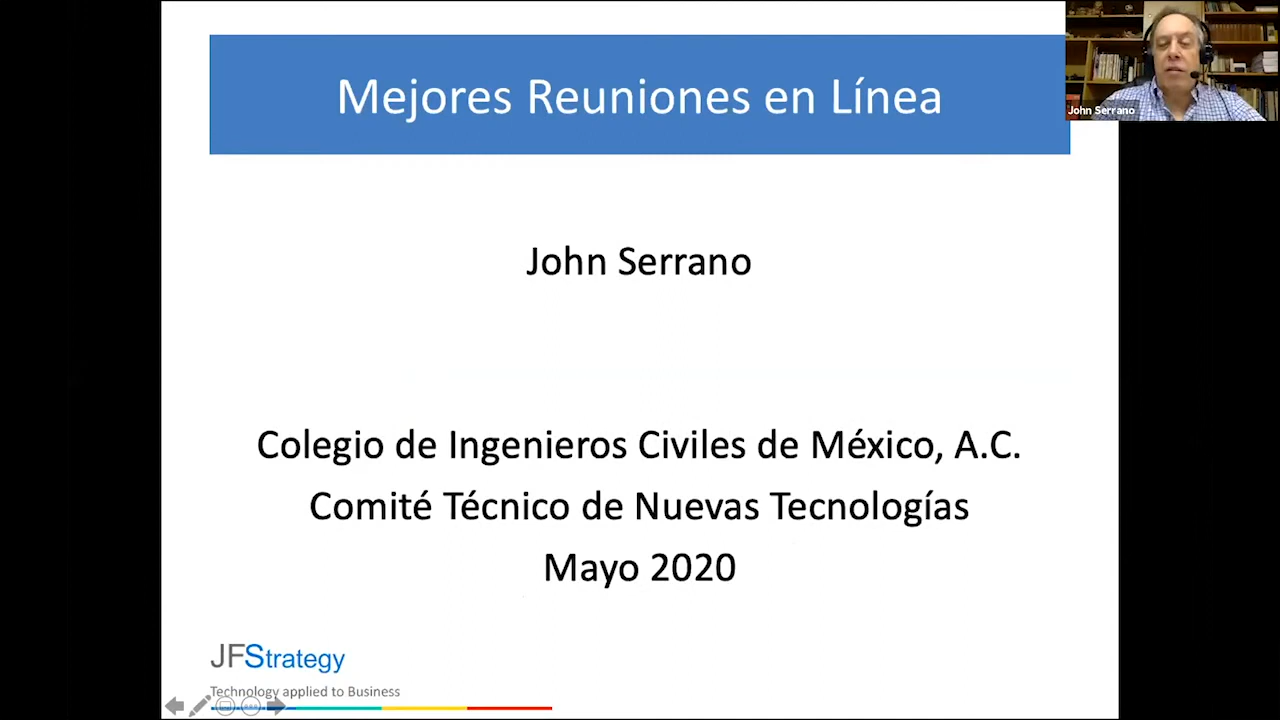 Mejores Reuniones en Línea
John Serrano
John Serrano
Colegio de Ingenieros Civiles de México, A.C.
Comité Técnico de Nuevas Tecnologías
Mayo 2020
JFStrategy
Technology applied to Business